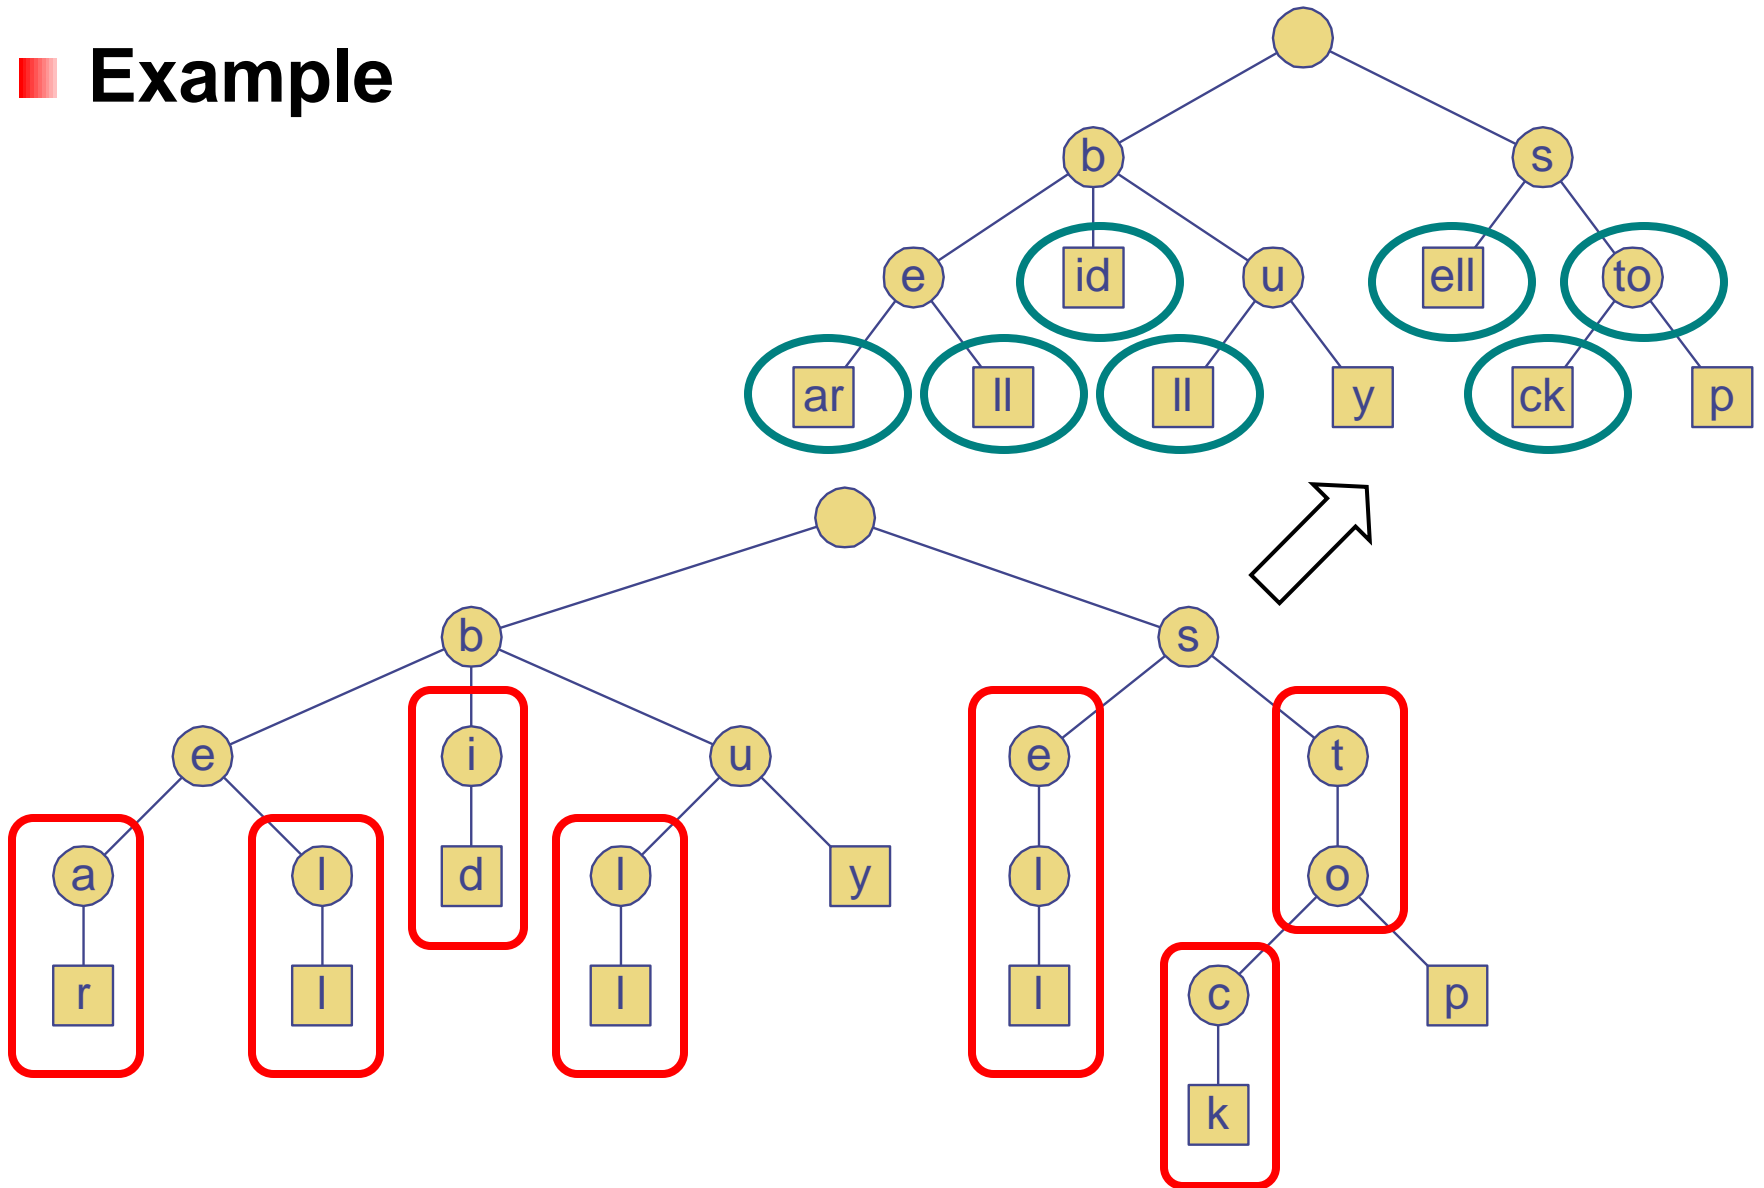 Example
b s
e id u ell to
ar ll ll y ck p
b s
e i u e t
a l d l y l o
r l l l c p
k